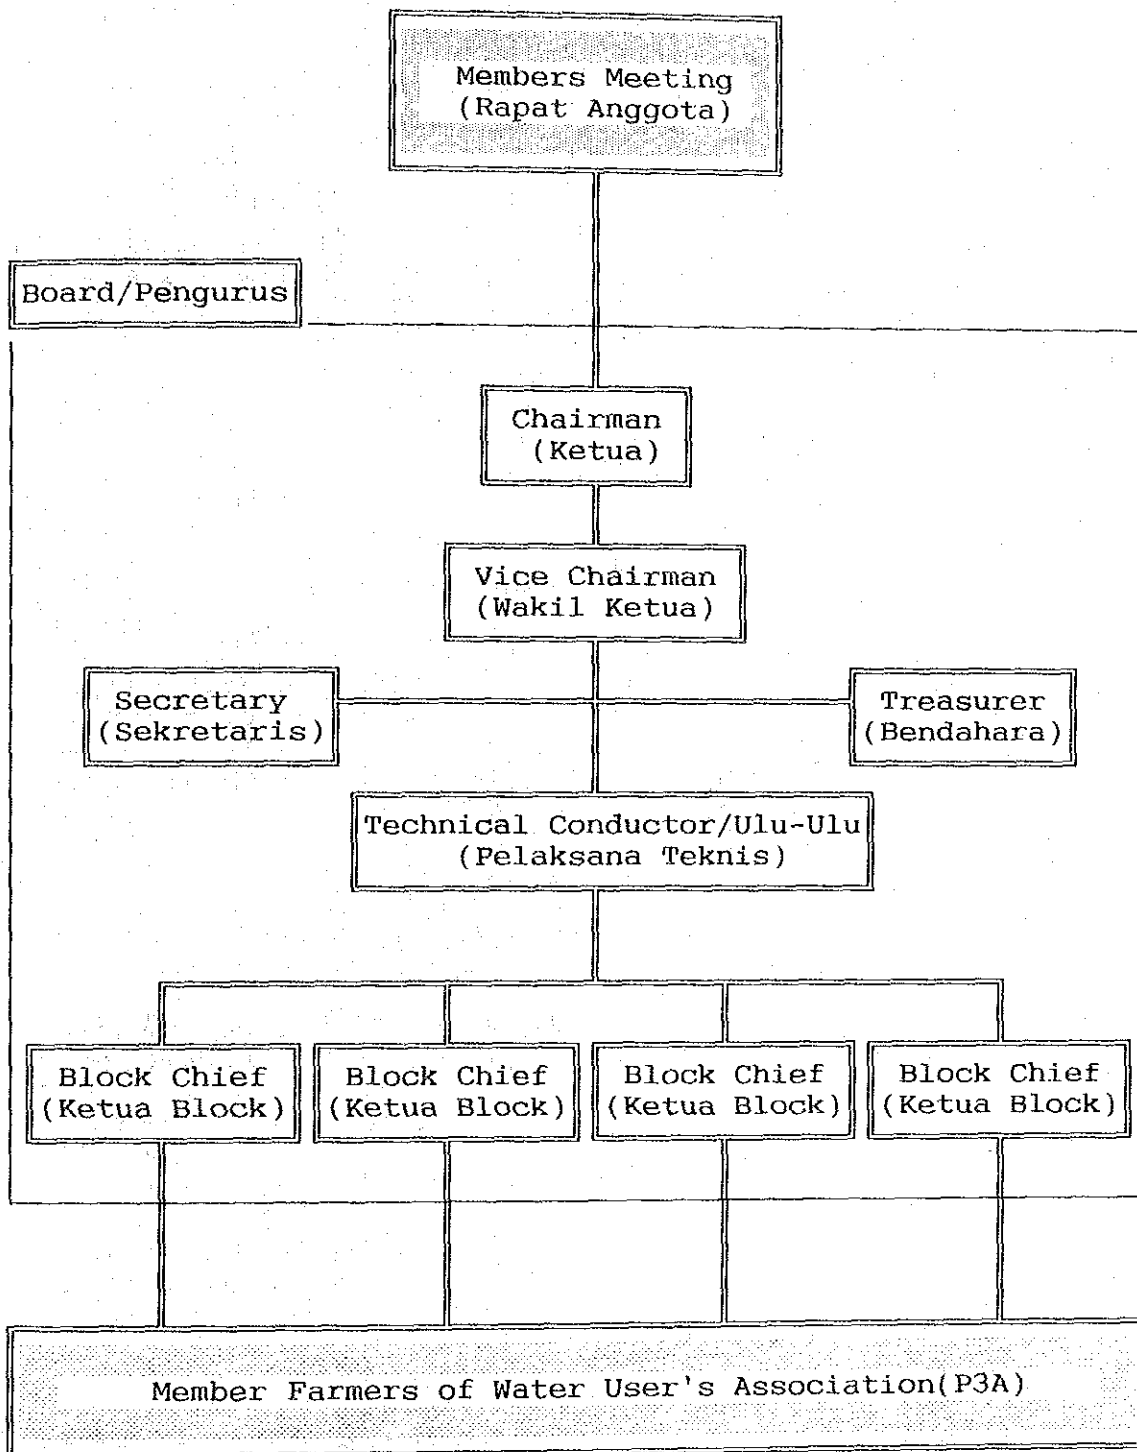 Members Meeting
(Rapat Anggota)
Board/Pengurus
Chairman
(Ketua)
Vice Chairman
(Wakil Ketua)
Secretary
(Sekretaris)
Treasurer
(Bendahara)
Technical Conductor/Ulu-Ulu
(Pelaksana Teknis)
Block Chief
(Ketua Block)
Block Chief
(Ketua Block)
Block Chief
(Ketua Block)
Block Chief
(Ketua Block)
Member Farmers of Water User's Association(P3A)